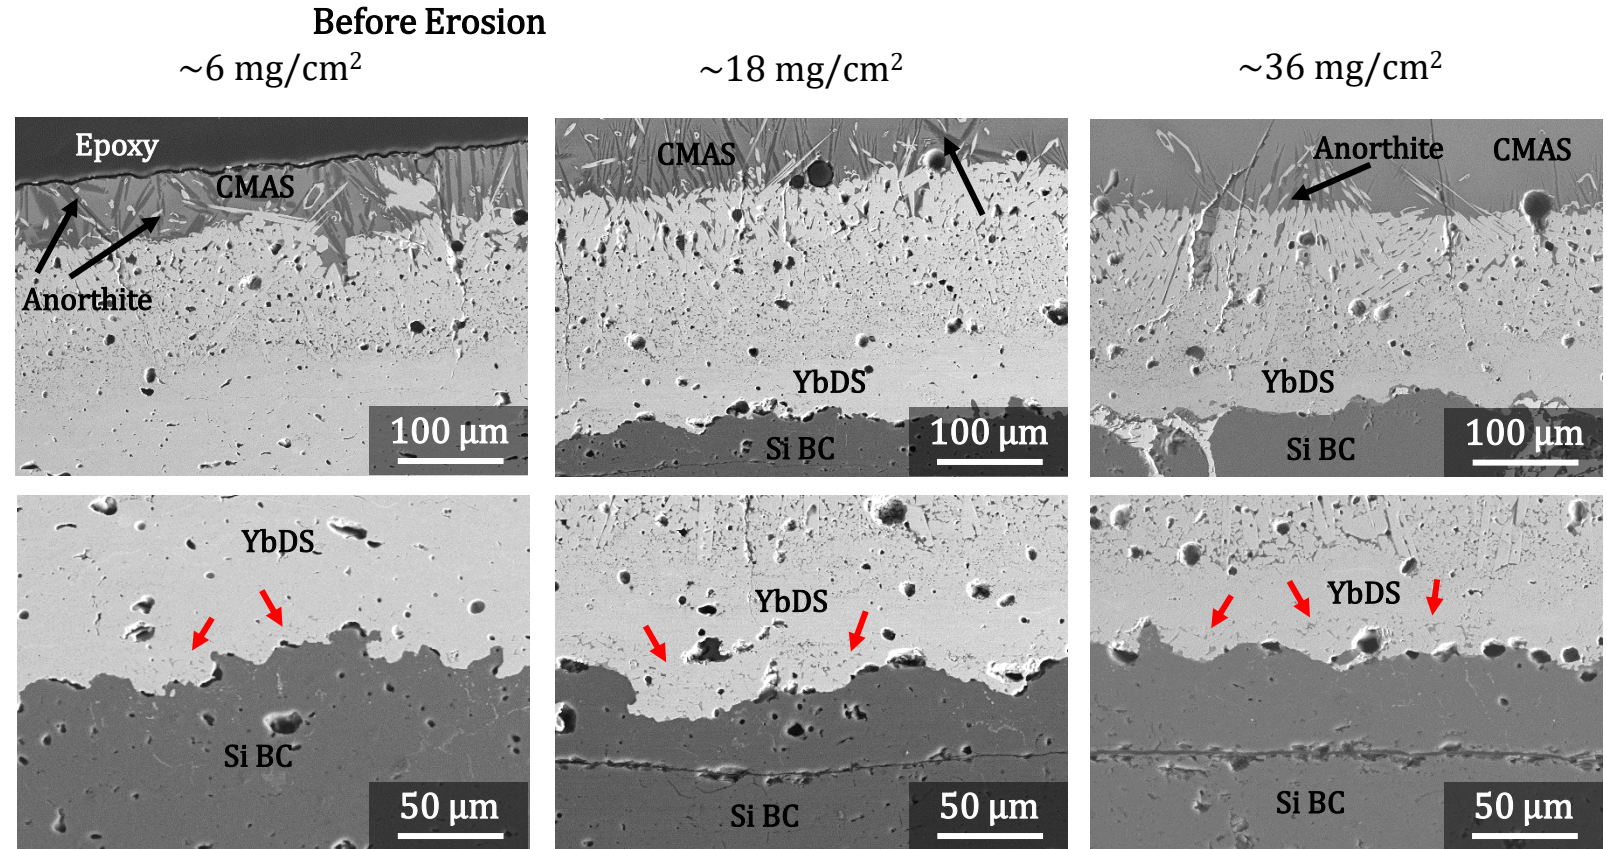 Before Erosion
~6 mg/cm²
~18 mg/cm²
~36 mg/cm²
Epoxy
CMAS
Anorthite
100 µm
CMAS
YbDS
Si BC
100 µm
Anorthite
CMAS
YbDS
Si BC
100 µm
YbDS
Si BC
50 µm
YbDS
Si BC
50 µm
YbDS
Si BC
50 µm